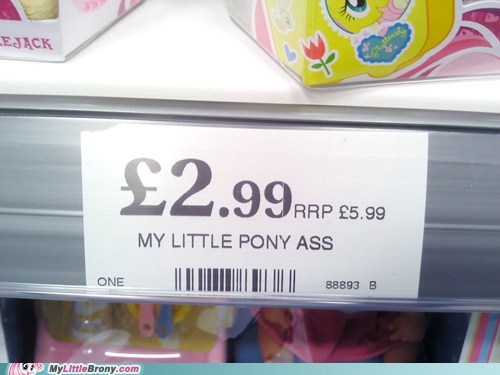 EJACK
£2.99 RRP £5.99
MY LITTLE PONY ASS
ONE
88893 B
MyLittleBrony.com